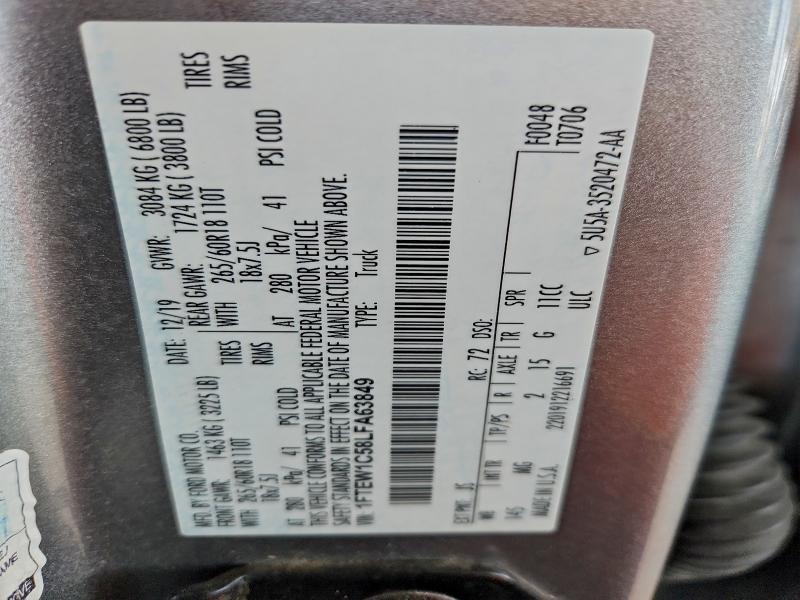 MFD. BY FORD MOTOR CO.
DATE: 12/19 GVWR: 3084 KG ( 6800 LB)
FRONT GAWR: 1463 KG ( 3225 LB) REAR GAWR: 1724 KG ( 3800 LB)
WITH 265/60R18 110T TIRES WITH 265/60R18 110T TIRES
18x7.5J RIMS 18x7.5J RIMS
AT 280 kPa/ 41 PSI COLD AT 280 kPa/ 41 PSI COLD
THIS VEHICLE CONFORMS TO ALL APPLICABLE FEDERAL MOTOR VEHICLE
SAFETY STANDARDS IN EFFECT ON THE DATE OF MANUFACTURE SHOWN ABOVE.
VIN: 1FTEW1C58LFA63849 TYPE: Truck
F0048
T0706
EXT PNT: JS RC: 72 DSO:
WB INT TR TP/PS R AXLE TR SPR
145 MG 2 15 G 11CC
MADE IN U.S.A. 2201912216691 ULC
▽ 5U5A-3520472-AA